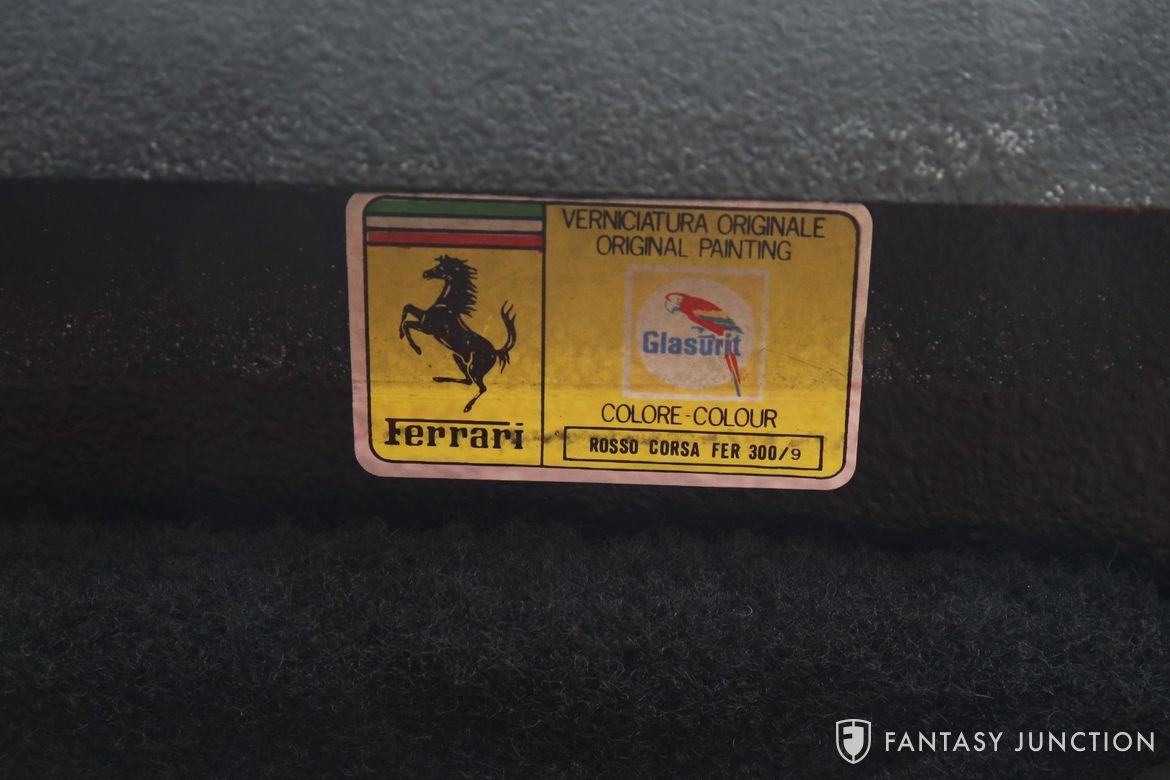 VERNICIATURA ORIGINALE
ORIGINAL PAINTING
Glasurit
COLORE-COLOUR
ROSSO CORSA FER 300/9
Ferrari
FANTASY JUNCTION